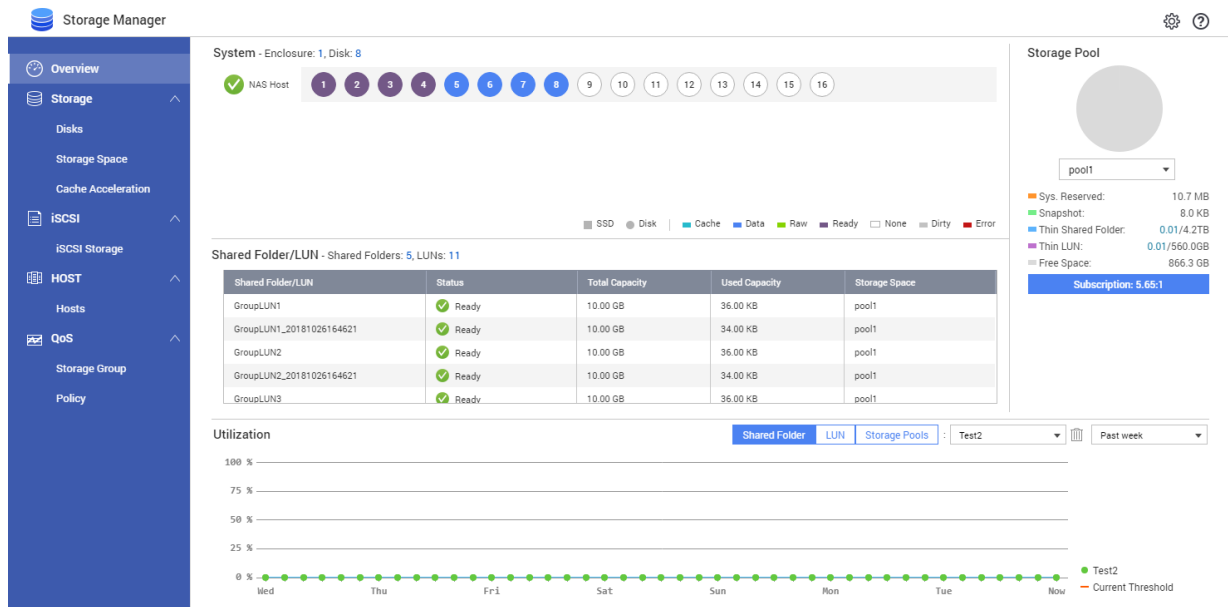 Storage Manager
Overview
Storage
Disks
Storage Space
Cache Acceleration
iSCSI
iSCSI Storage
HOST
Hosts
QoS
Storage Group
Policy
System - Enclosure: 1, Disk: 8
NAS Host 1 2 3 4 5 6 7 8 9 10 11 12 13 14 15 16
SSD Disk Cache Data Raw Ready None Dirty Error
Shared Folder/LUN - Shared Folders: 5, LUNs: 11
Shared Folder/LUN Status Total Capacity Used Capacity Storage Space
GroupLUN1 Ready 10.00 GB 36.00 KB pool1
GroupLUN1_20181026164621 Ready 10.00 GB 34.00 KB pool1
GroupLUN2 Ready 10.00 GB 36.00 KB pool1
GroupLUN2_20181026164621 Ready 10.00 GB 34.00 KB pool1
GroupLUN3 Ready 10.00 GB 36.00 KB pool1
Storage Pool
pool1
Sys. Reserved: 10.7 MB
Snapshot: 8.0 KB
Thin Shared Folder: 0.01/4.2TB
Thin LUN: 0.01/560.0GB
Free Space: 866.3 GB
Subscription: 5.65:1
Utilization Shared Folder LUN Storage Pools : Test2 Past week
100 %
75 %
50 %
25 %
0 %
Wed Thu Fri Sat Sun Mon Tue Now
Test2
Current Threshold